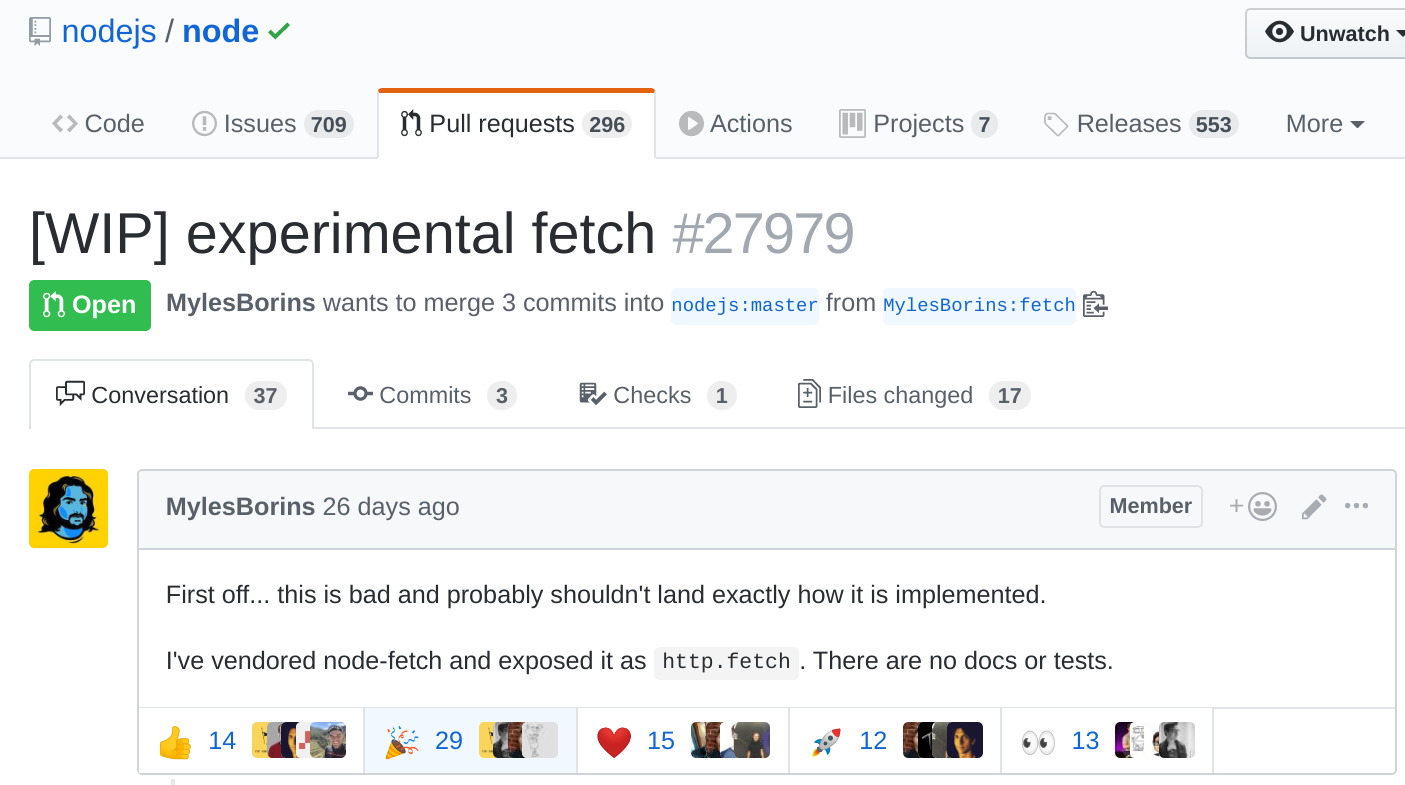 nodejs / node
Unwatch
Code Issues 709 Pull requests 296 Actions Projects 7 Releases 553 More
[WIP] experimental fetch #27979
Open MylesBorins wants to merge 3 commits into nodejs:master from MylesBorins:fetch
Conversation 37 Commits 3 Checks 1 Files changed 17
MylesBorins 26 days ago Member
First off... this is bad and probably shouldn't land exactly how it is implemented.
I've vendored node-fetch and exposed it as http.fetch. There are no docs or tests.
14 29 15 12 13